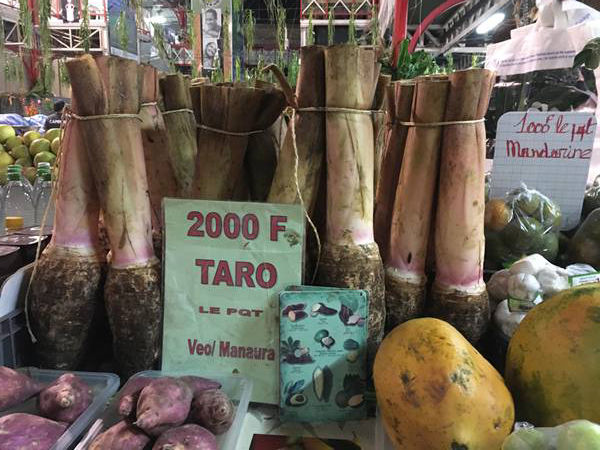 2000 F
TARO
LE PQT
Veo/ Manaura
100F le pqt
Mandarine